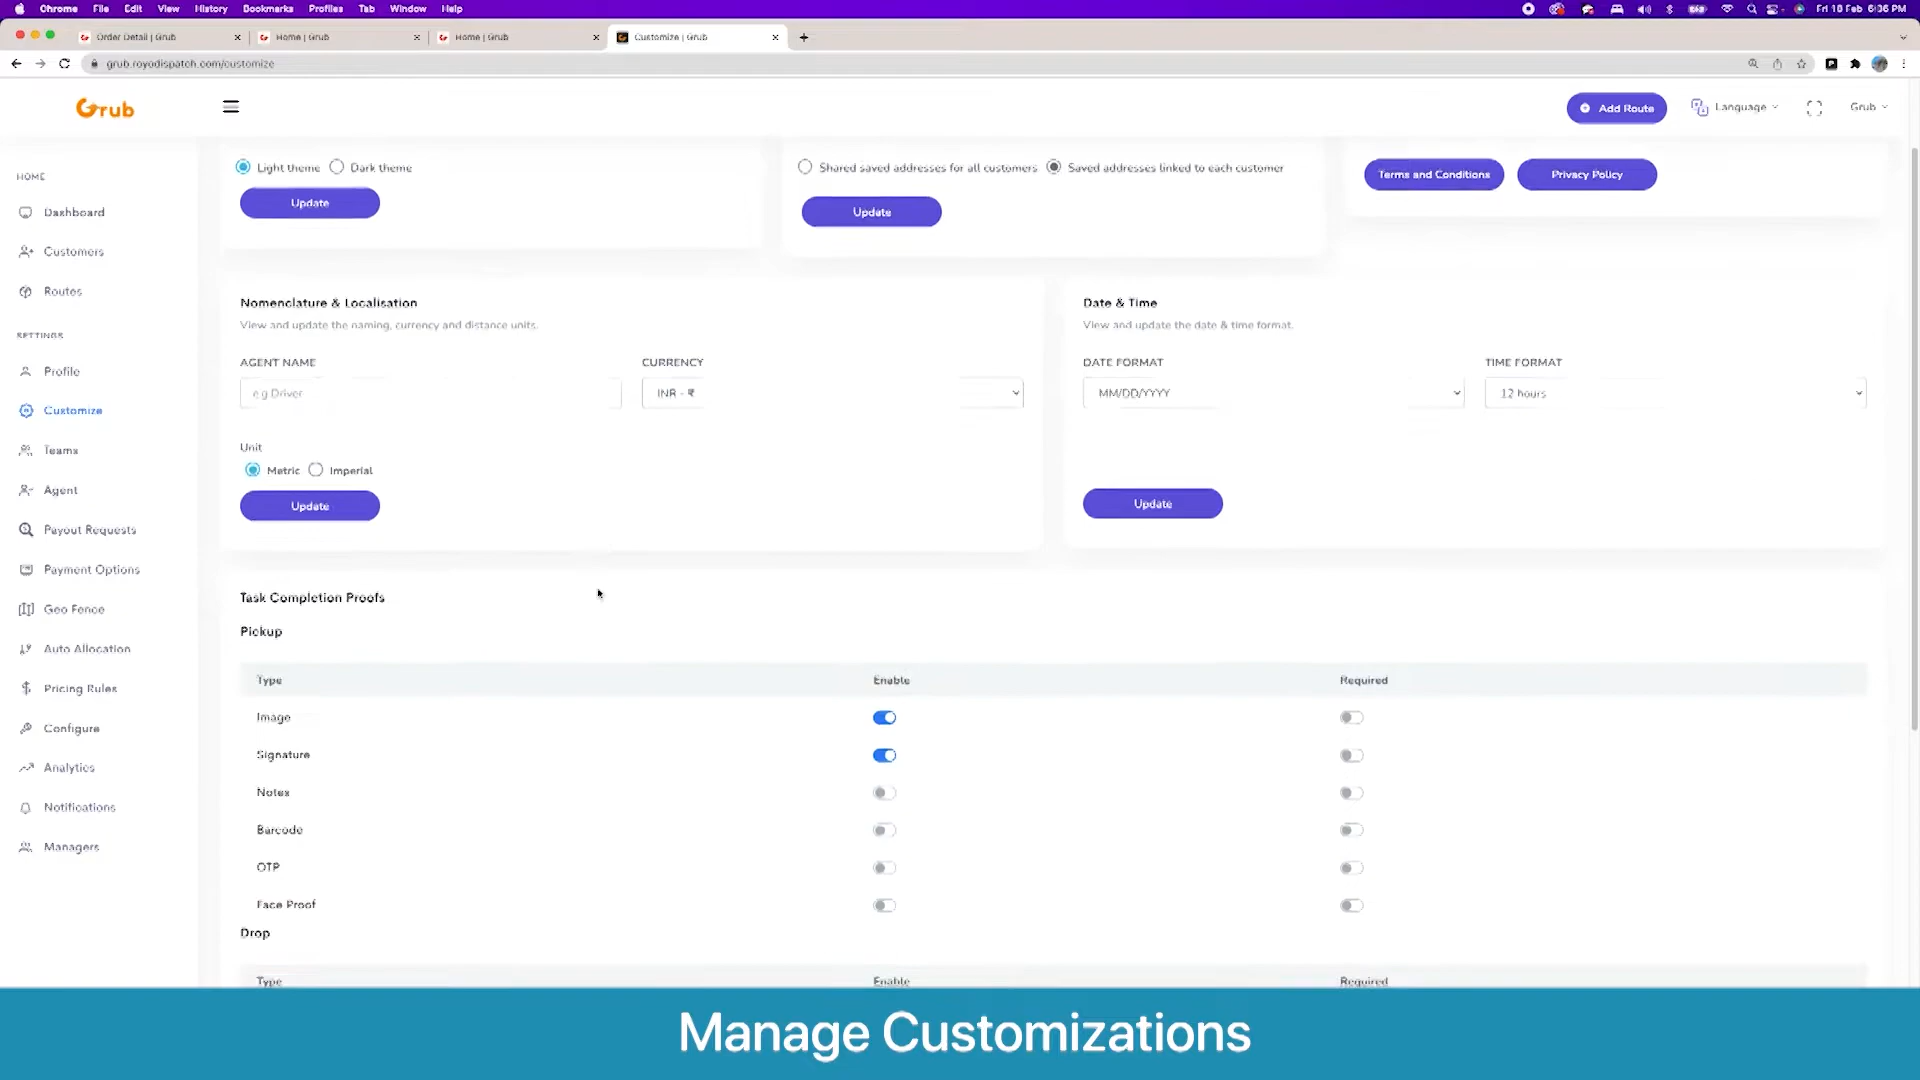 Chrome File Edit View History Bookmarks Profiles Tab Window Help
Fri 18 Feb 6:36 PM
Order Detail | Grub
Home | Grub
Home | Grub
Customize | Grub
grub.royodispatch.com/customize
Grub
Add Route
Language
Grub
HOME
Dashboard
Customers
Routes
SETTINGS
Profile
Customize
Teams
Agent
Payout Requests
Payment Options
Geo Fence
Auto Allocation
Pricing Rules
Configure
Analytics
Notifications
Managers
Light theme Dark theme
Update
Shared saved addresses for all customers Saved addresses linked to each customer
Update
Terms and Conditions
Privacy Policy
Nomenclature & Localisation
View and update the naming, currency and distance units.
AGENT NAME CURRENCY
e.g Driver INR - ₹
Unit
Metric Imperial
Update
Date & Time
View and update the date & time format.
DATE FORMAT TIME FORMAT
MM/DD/YYYY 12 hours
Update
Task Completion Proofs
Pickup
Type Enable Required
Image
Signature
Notes
Barcode
OTP
Face Proof
Drop
Type Enable Required
Manage Customizations